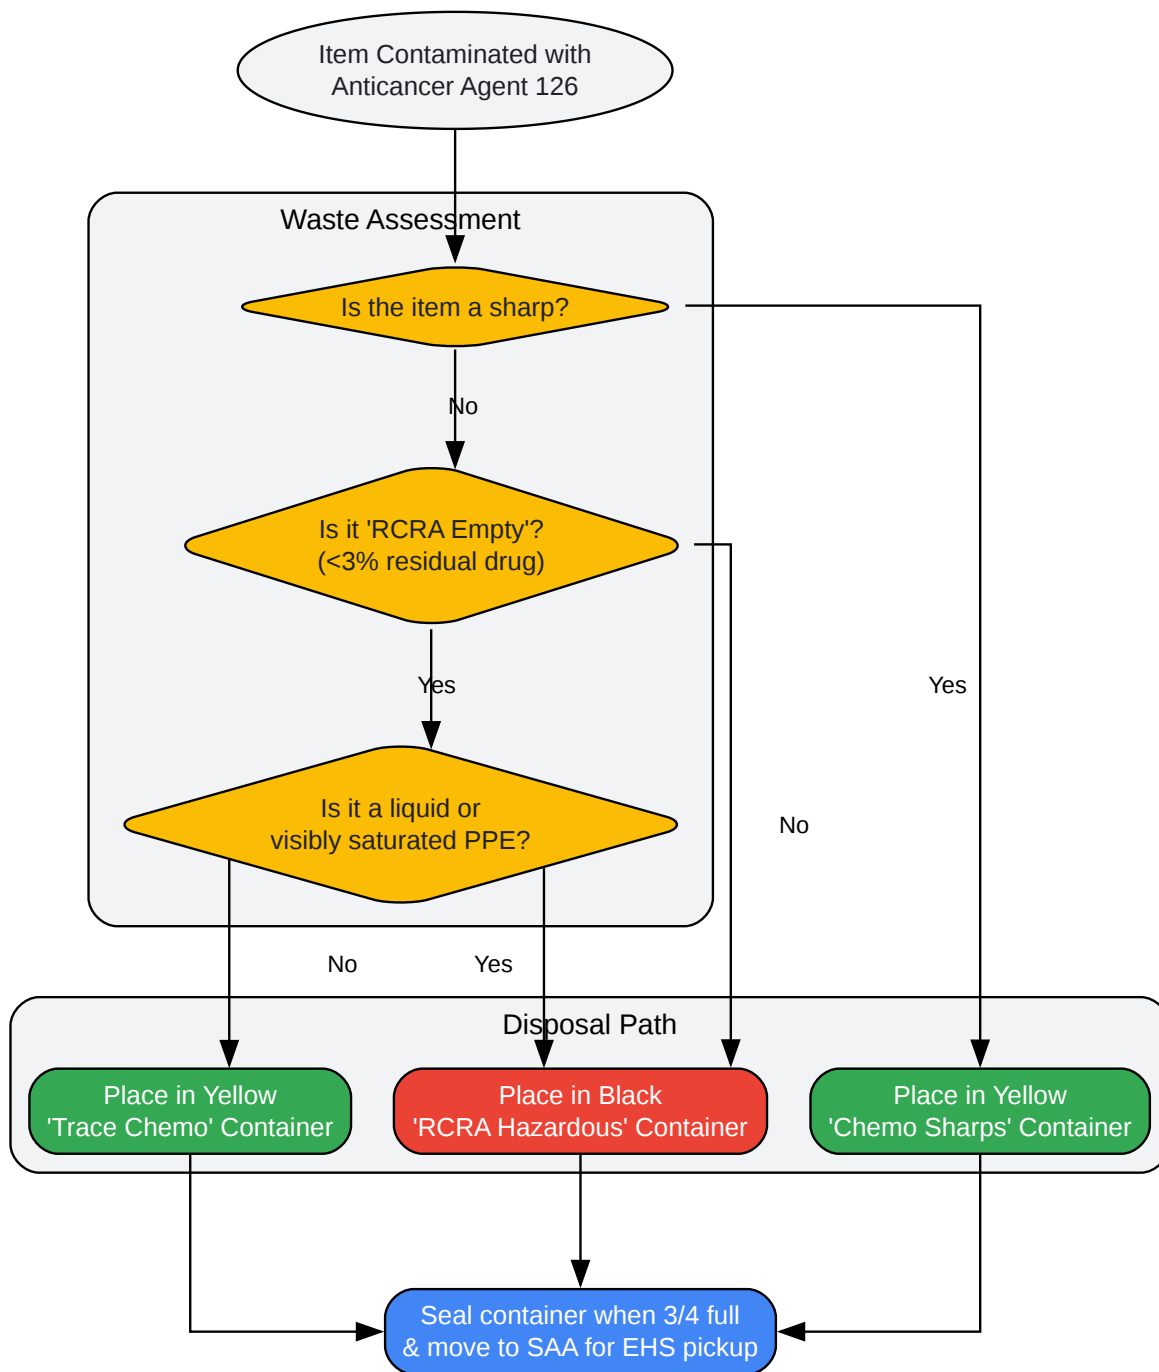 Item Contaminated with
Anticancer Agent 126
Waste Assessment
Is the item a sharp?
No
Is it 'RCRA Empty'?
(<3% residual drug)
Yes
Yes
Is it a liquid or
visibly saturated PPE?
No
No
Yes
Disposal Path
Place in Yellow
'Trace Chemo' Container
Place in Black
'RCRA Hazardous' Container
Place in Yellow
'Chemo Sharps' Container
Seal container when 3/4 full
& move to SAA for EHS pickup